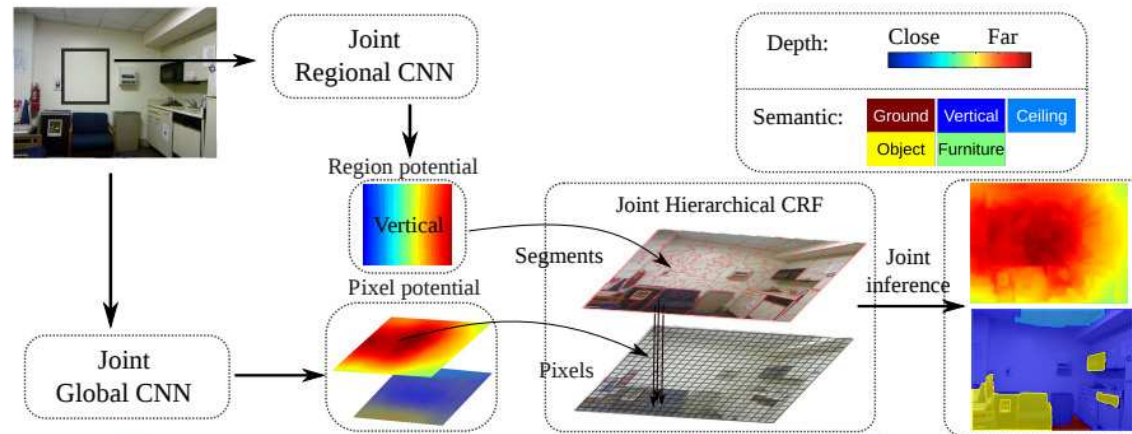 Joint
Regional CNN
Depth:
Close
Far
Semantic:
Ground
Vertical
Ceiling
Object
Furniture
Region potential
Vertical
Joint Hierarchical CRF
Segments
Joint
inference
Pixel potential
Joint
Global CNN
Pixels